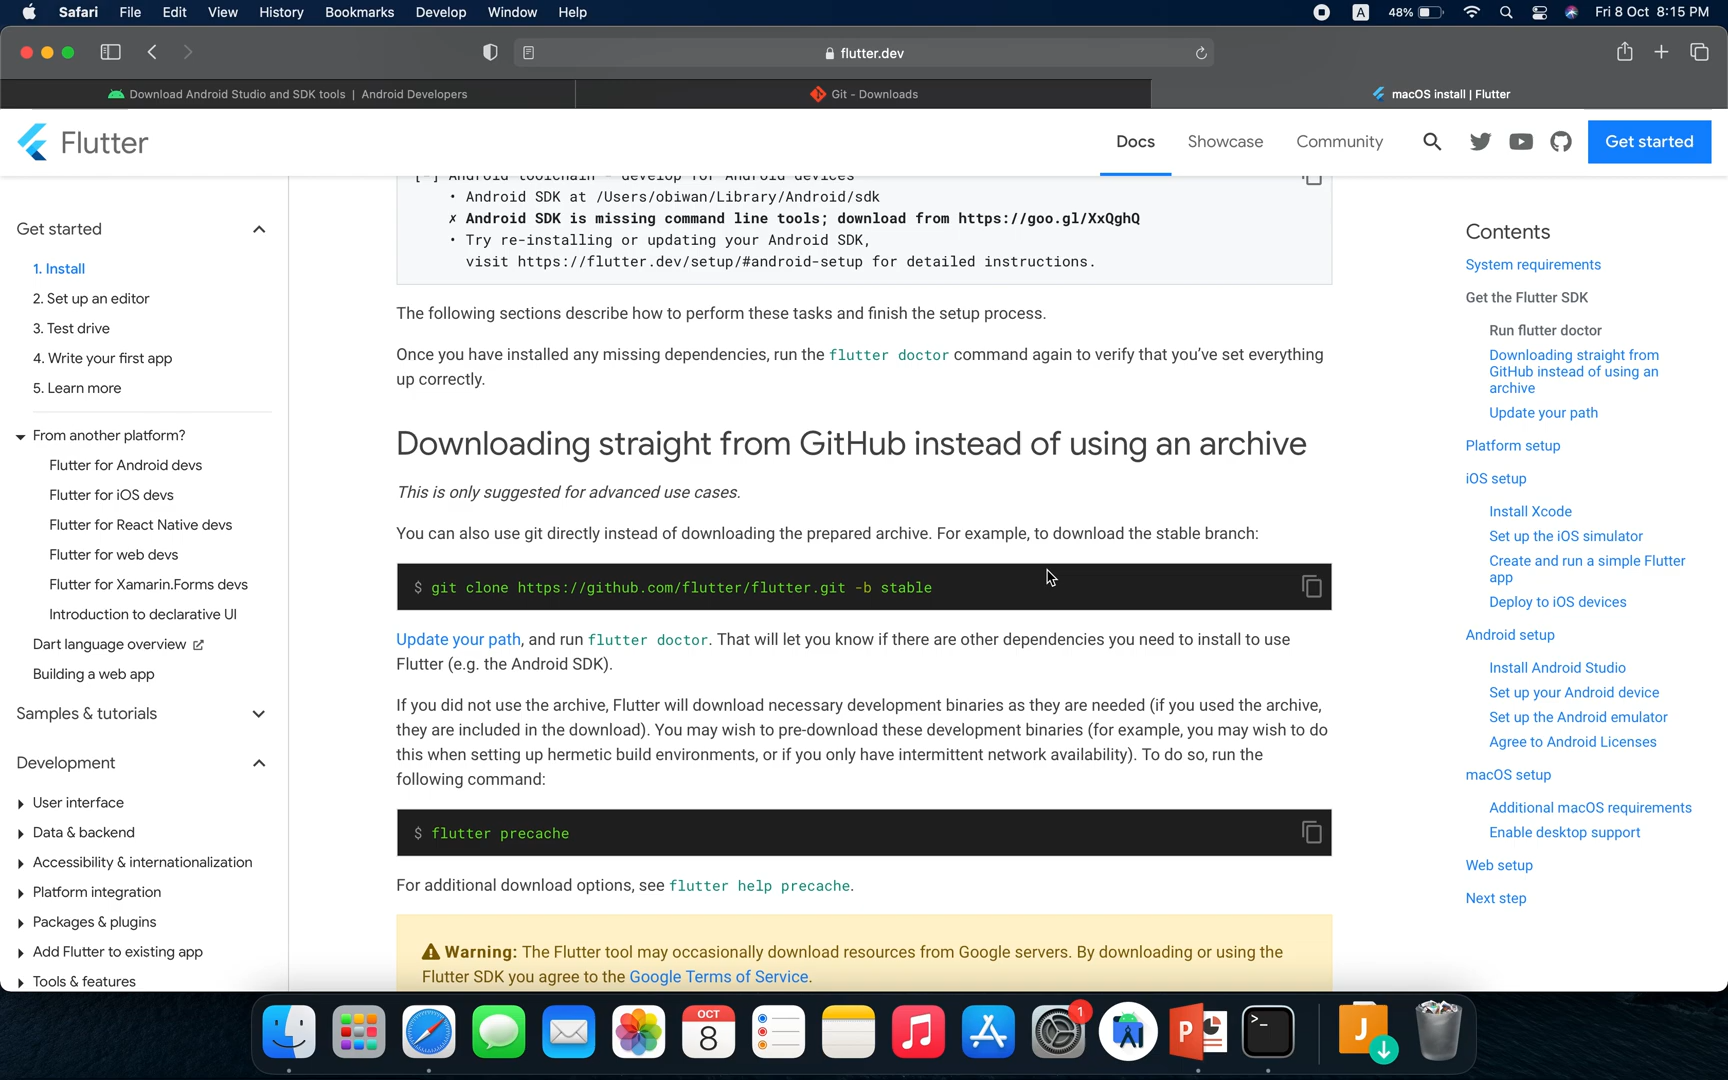 Safari File Edit View History Bookmarks Develop Window Help
A 48% Fri 8 Oct 8:15 PM
flutter.dev
Download Android Studio and SDK tools | Android Developers
Git - Downloads
macOS install | Flutter
Flutter
Docs Showcase Community Get started
Get started
1. Install
2. Set up an editor
3. Test drive
4. Write your first app
5. Learn more
From another platform?
Flutter for Android devs
Flutter for iOS devs
Flutter for React Native devs
Flutter for web devs
Flutter for Xamarin.Forms devs
Introduction to declarative UI
Dart language overview
Building a web app
Samples & tutorials
Development
User interface
Data & backend
Accessibility & internationalization
Platform integration
Packages & plugins
Add Flutter to existing app
Tools & features
[-] Android toolchain - develop for Android devices
• Android SDK at /Users/obiwan/Library/Android/sdk
✗ Android SDK is missing command line tools; download from https://goo.gl/XxQghQ
• Try re-installing or updating your Android SDK,
visit https://flutter.dev/setup/#android-setup for detailed instructions.
The following sections describe how to perform these tasks and finish the setup process.
Once you have installed any missing dependencies, run the flutter doctor command again to verify that you've set everything
up correctly.
Downloading straight from GitHub instead of using an archive
This is only suggested for advanced use cases.
You can also use git directly instead of downloading the prepared archive. For example, to download the stable branch:
$ git clone https://github.com/flutter/flutter.git -b stable
Update your path, and run flutter doctor. That will let you know if there are other dependencies you need to install to use
Flutter (e.g. the Android SDK).
If you did not use the archive, Flutter will download necessary development binaries as they are needed (if you used the archive,
they are included in the download). You may wish to pre-download these development binaries (for example, you may wish to do
this when setting up hermetic build environments, or if you only have intermittent network availability). To do so, run the
following command:
$ flutter precache
For additional download options, see flutter help precache.
Warning: The Flutter tool may occasionally download resources from Google servers. By downloading or using the
Flutter SDK you agree to the Google Terms of Service.
Contents
System requirements
Get the Flutter SDK
Run flutter doctor
Downloading straight from
GitHub instead of using an
archive
Update your path
Platform setup
iOS setup
Install Xcode
Set up the iOS simulator
Create and run a simple Flutter
app
Deploy to iOS devices
Android setup
Install Android Studio
Set up your Android device
Set up the Android emulator
Agree to Android Licenses
macOS setup
Additional macOS requirements
Enable desktop support
Web setup
Next step
OCT
8
1
P
>_
J